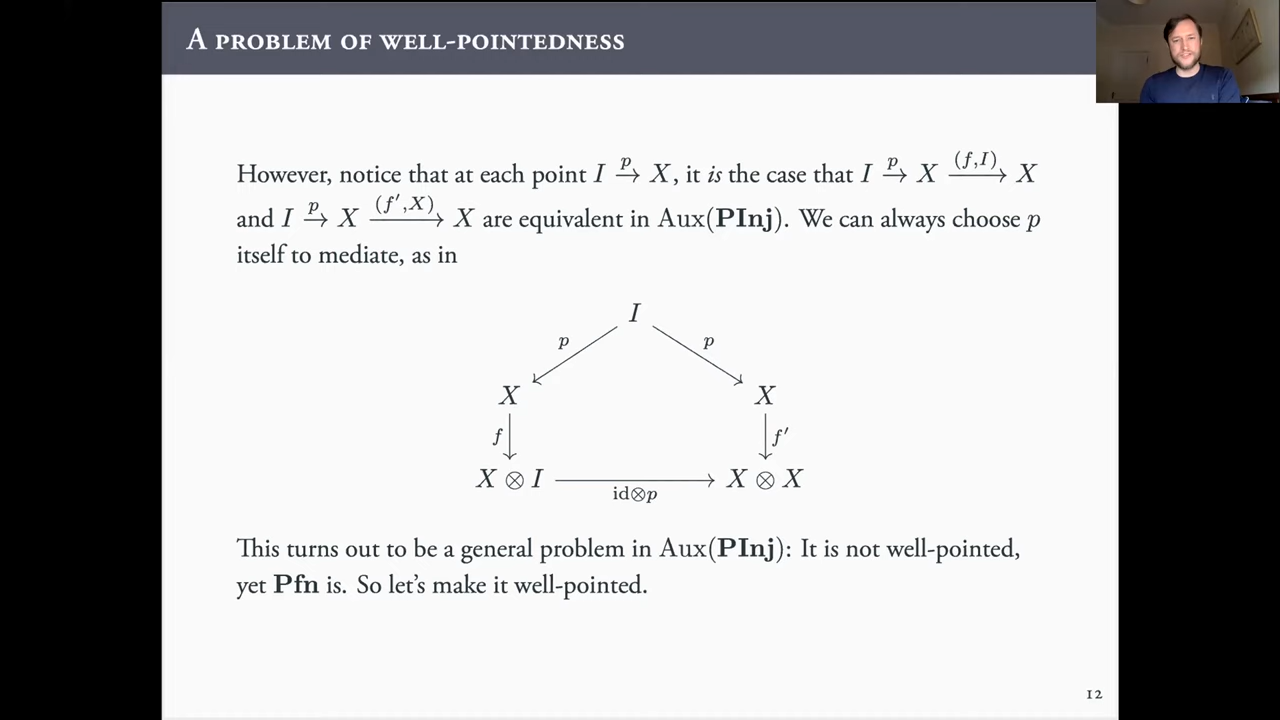 A PROBLEM OF WELL-POINTEDNESS
However, notice that at each point I →^p X, it is the case that I →^p X →^(f,I) X
and I →^p X →^(f′,X) X are equivalent in Aux(PInj). We can always choose p
itself to mediate, as in
I
p p
X X
f f′
X ⊗ I X ⊗ X
id⊗p
This turns out to be a general problem in Aux(PInj): It is not well-pointed,
yet Pfn is. So let’s make it well-pointed.
12